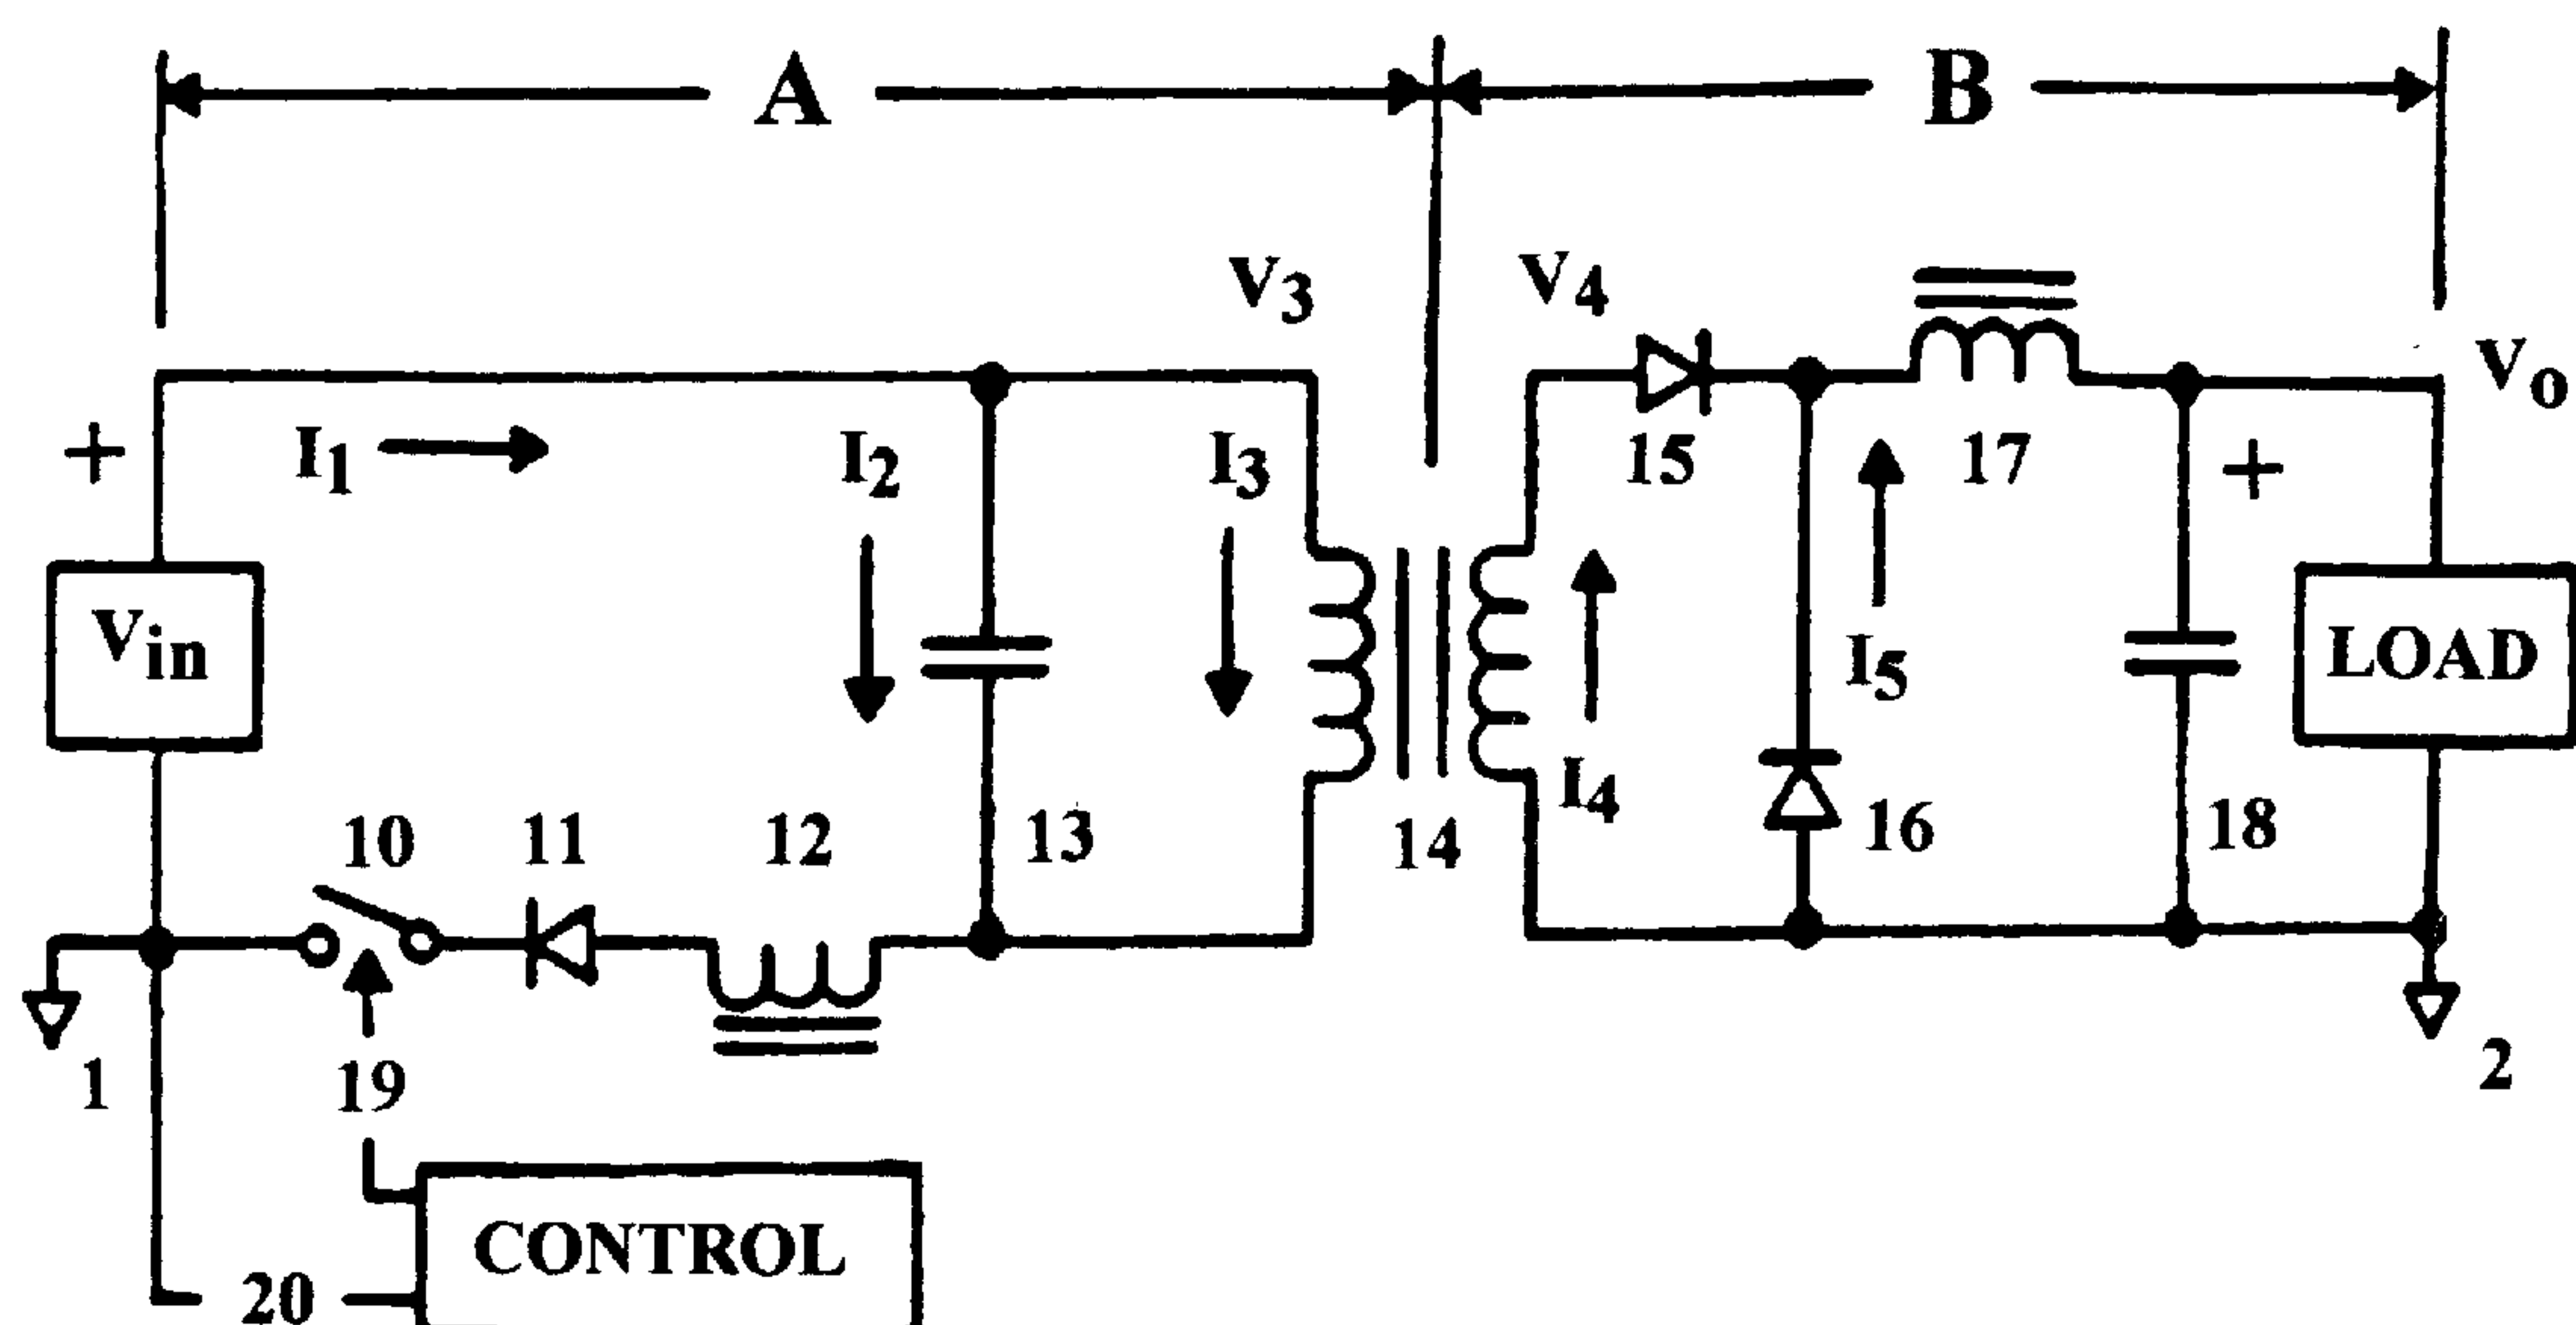 A B
V3 V4
Vo
+ I1 I2 I3 15 17 +
Vin I5 LOAD
I4
10 11 12 13 14 16 18
1 19 2
CONTROL
20